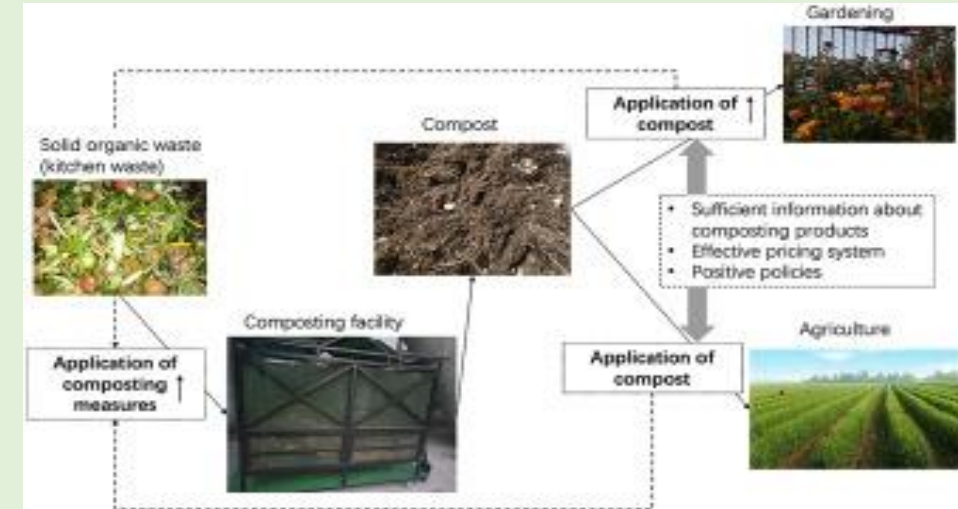 Gardening
Application of ↑
compost
Compost
Solid organic waste
(kitchen waste)
• Sufficient information about
composting products
• Effective pricing system
• Positive policies
Composting facility
Agriculture
Application of
composting ↑
measures
Application of
compost